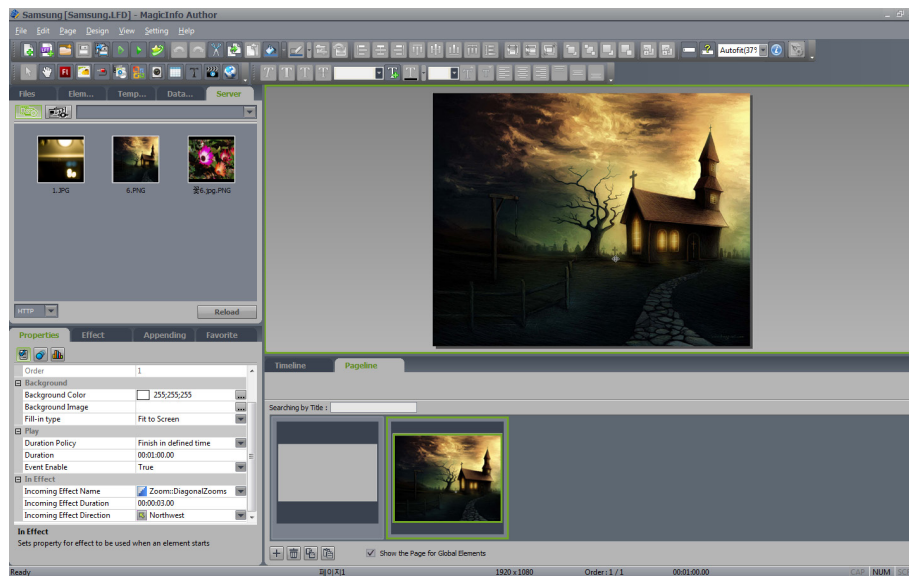 Samsung [Samsung.LFD] - MagicInfo Author
File Edit Page Design View Setting Help
Autofit(37%
Files Elem... Temp... Data... Server
1.JPG 6.PNG 꽃6.jpg.PNG
HTTP Reload
Properties Effect Appending Favorite
Order 1
Background
Background Color 255;255;255
Background Image
Fill-in type Fit to Screen
Play
Duration Policy Finish in defined time
Duration 00:01:00.00
Event Enable True
In Effect
Incoming Effect Name Zoom::DiagonalZooms
Incoming Effect Duration 00:00:03.00
Incoming Effect Direction Northwest
In Effect
Sets property for effect to be used when an element starts
Timeline Pageline
Searching by Title :
Show the Page for Global Elements
Ready 페이지1 1920 x 1080 Order : 1 / 1 00:01:00.00 CAP NUM SC